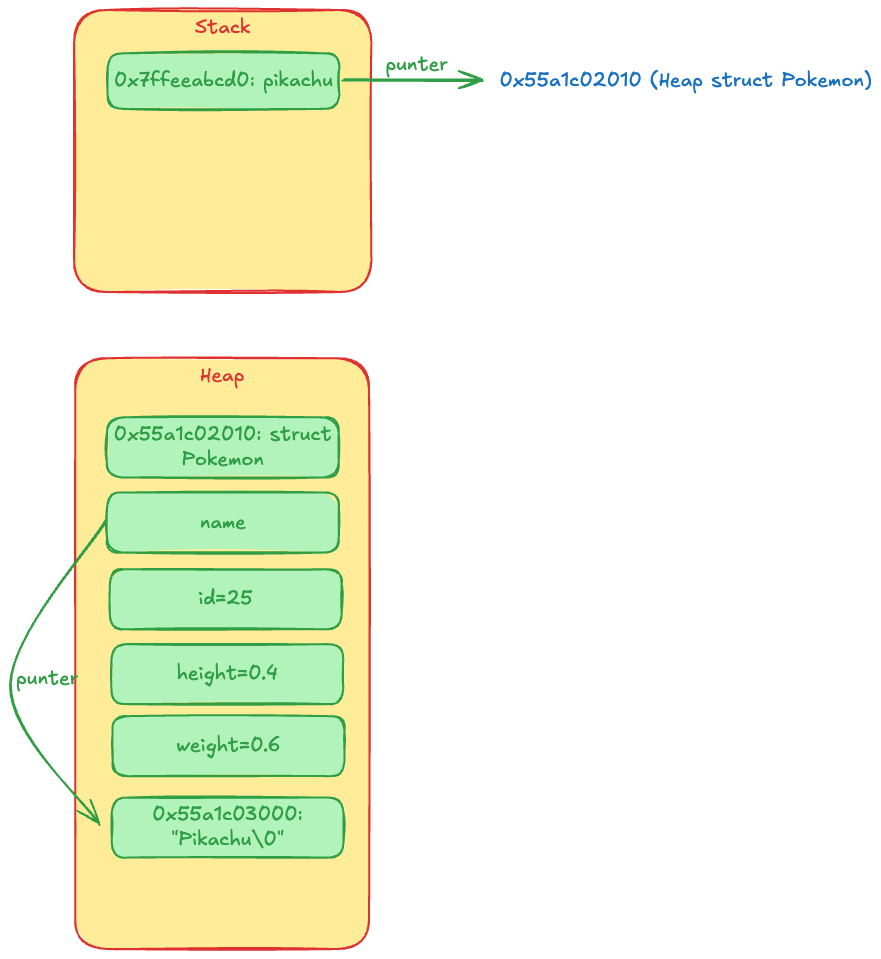 Stack
0x7ffeeabcd0: pikachu
punter
0x55a1c02010 (Heap struct Pokemon)
Heap
0x55a1c02010: struct
Pokemon
name
id=25
height=0.4
punter
weight=0.6
0x55a1c03000:
"Pikachu\0"